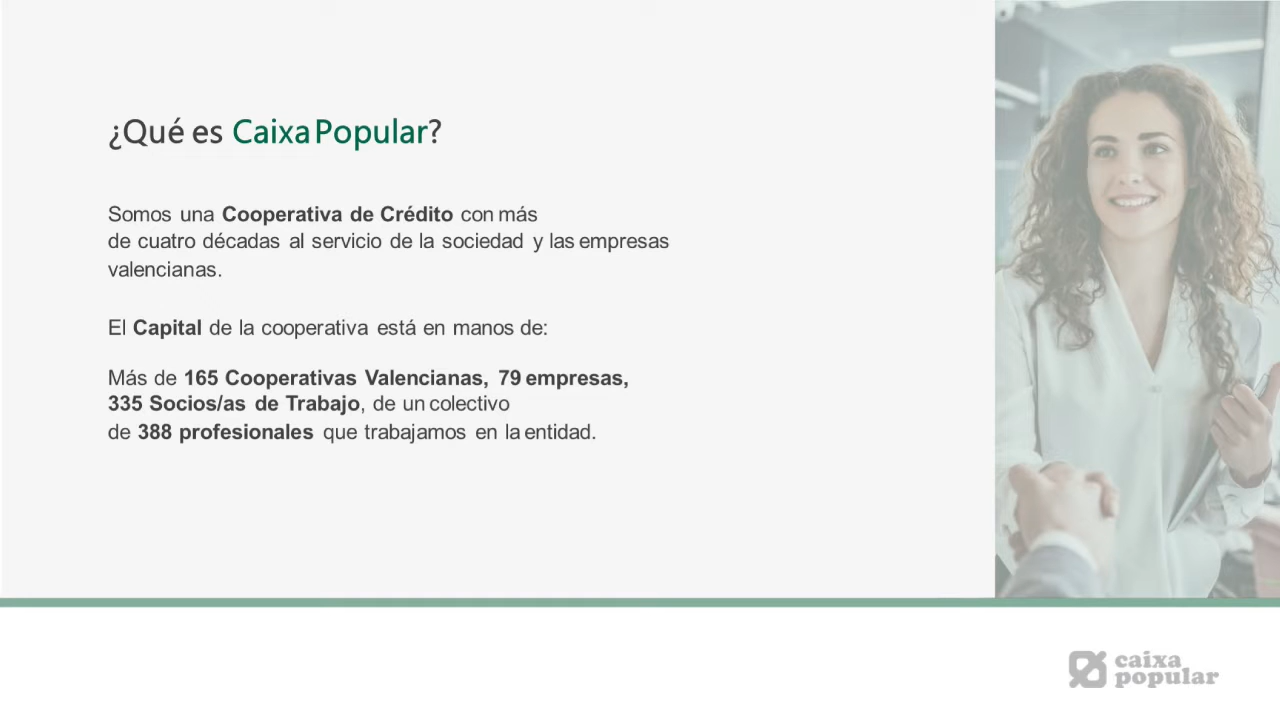 ¿Qué es Caixa Popular?
Somos una Cooperativa de Crédito con más
de cuatro décadas al servicio de la sociedad y las empresas
valencianas.
El Capital de la cooperativa está en manos de:
Más de 165 Cooperativas Valencianas, 79 empresas,
335 Socios/as de Trabajo, de un colectivo
de 388 profesionales que trabajamos en la entidad.
caixa
popular